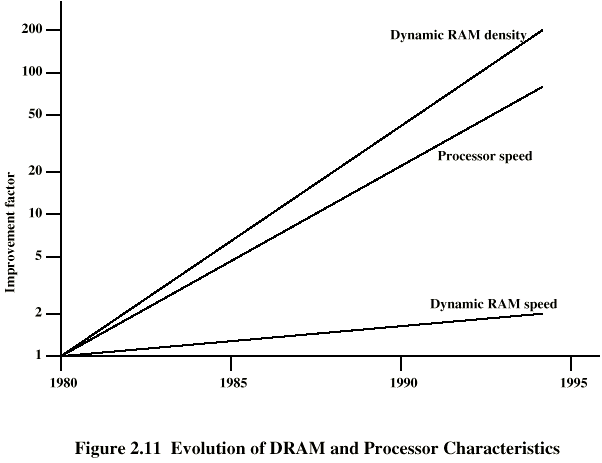 200
Dynamic RAM density
100
50
Processor speed
20
10
5
Dynamic RAM speed
2
1
Improvement factor
1980
1985
1990
1995
Figure 2.11 Evolution of DRAM and Processor Characteristics